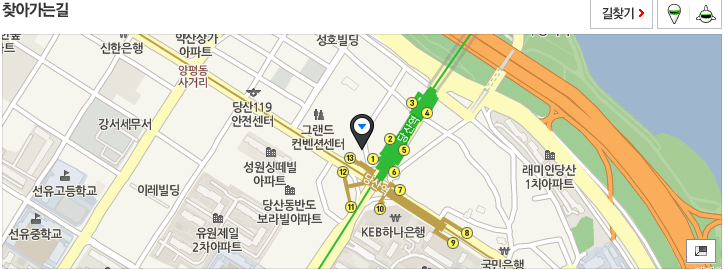 찾아가는길
길찾기
신한은행
약산상가
아파트
성호빌딩
양평동
사거리
당산119
안전센터
강서세무서
그랜드
컨벤션센터
3
4
당산역
2
5
13
1
12
6
당산역
7
11
10
8
9
성원상떼빌
아파트
래미안당산
1차아파트
선유고등학교
이레빌딩
당산동반도
보라빌아파트
선유중학교
유원제일
2차아파트
KEB하나은행
국민은행